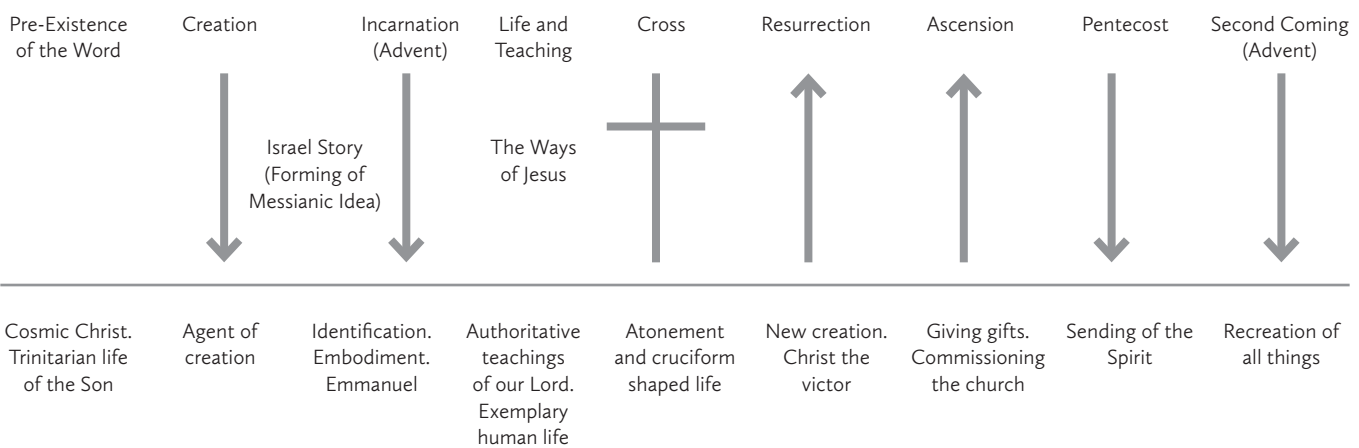 Pre-Existence
of the Word
Creation
Incarnation
(Advent)
Life and
Teaching
Cross
Resurrection
Ascension
Pentecost
Second Coming
(Advent)
Israel Story
(Forming of
Messianic Idea)
The Ways
of Jesus
Cosmic Christ.
Trinitarian life
of the Son
Agent of
creation
Identification.
Embodiment.
Emmanuel
Authoritative
teachings
of our Lord.
Exemplary
human life
Atonement
and cruciform
shaped life
New creation.
Christ the
victor
Giving gifts.
Commissioning
the church
Sending of the
Spirit
Recreation of
all things